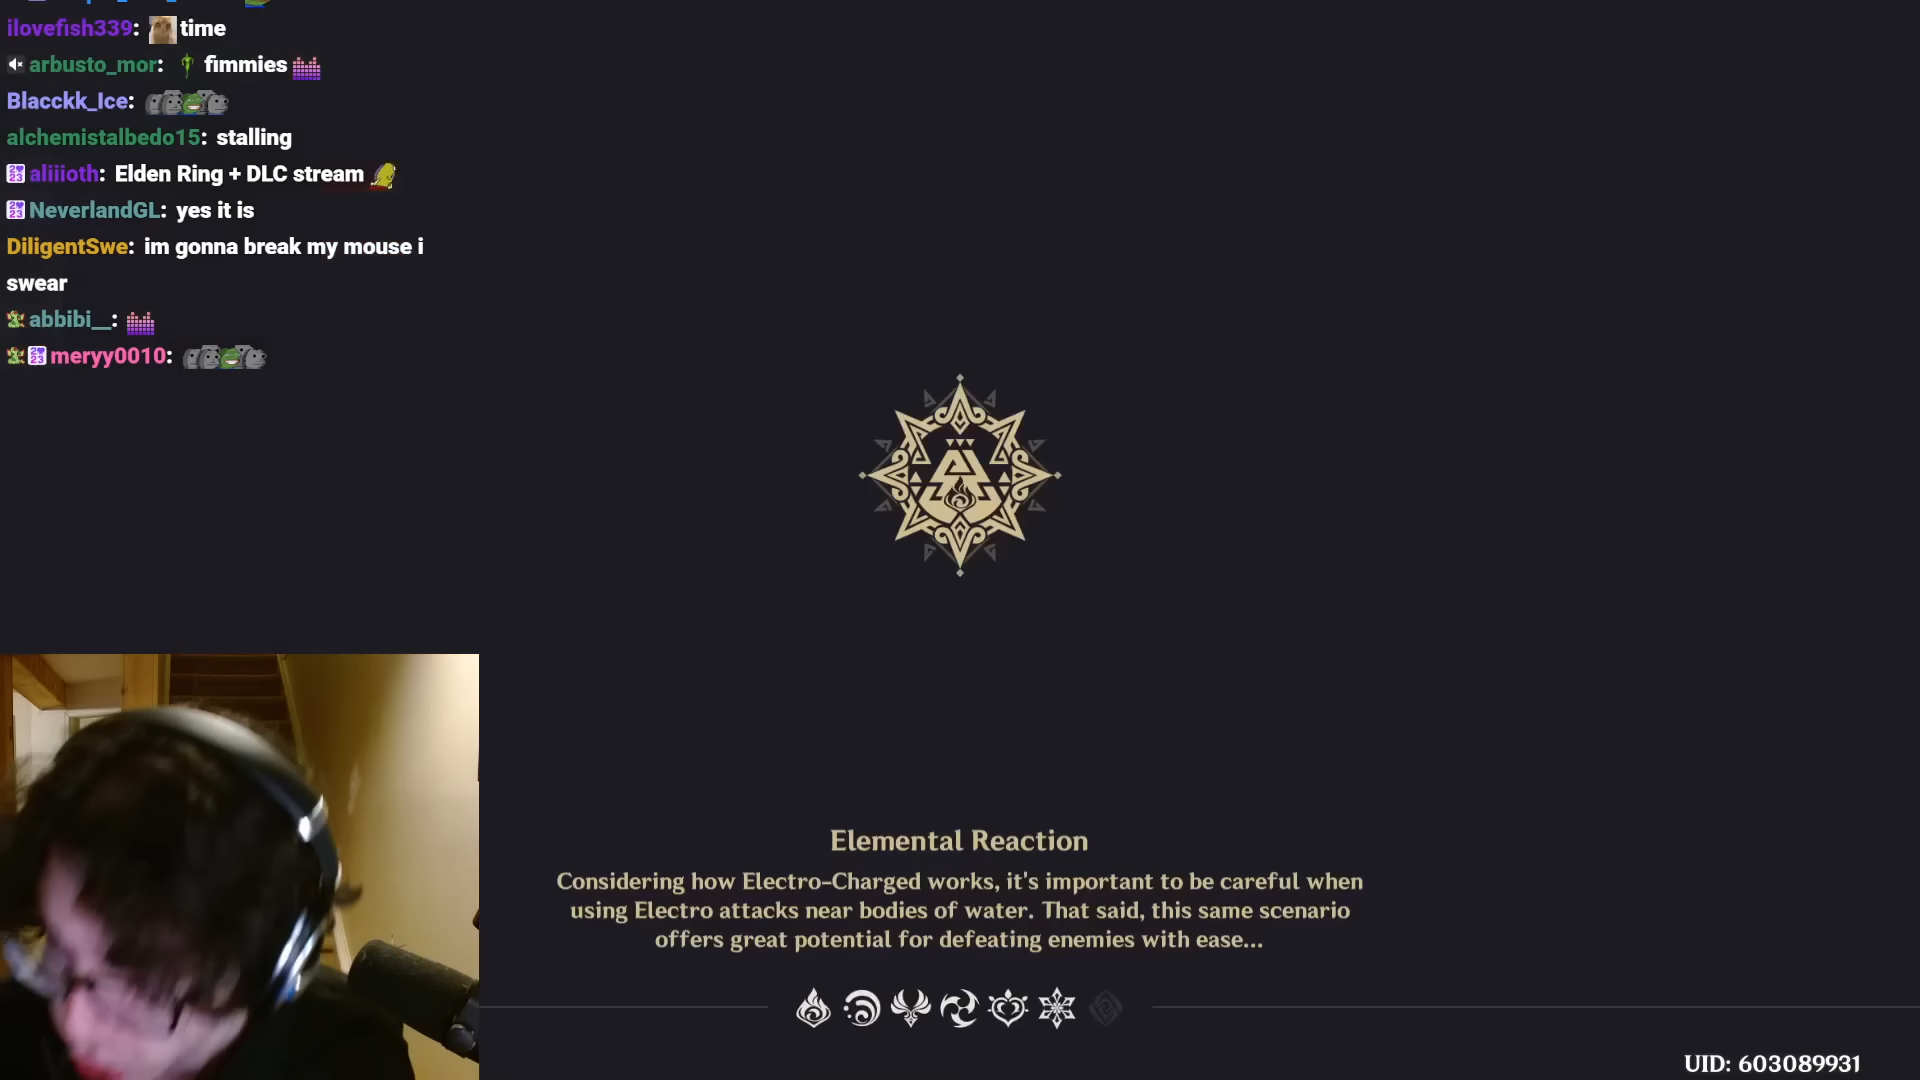 ilovefish339: time
arbusto_mor: fimmies
Blacckk_Ice:
alchemistalbedo15: stalling
aliiioth: Elden Ring + DLC stream
NeverlandGL: yes it is
DiligentSwe: im gonna break my mouse i
swear
abbibi__:
meryy0010:
Elemental Reaction
Considering how Electro-Charged works, it's important to be careful when
using Electro attacks near bodies of water. That said, this same scenario
offers great potential for defeating enemies with ease...
UID: 603089931